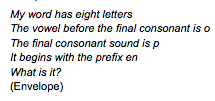 My word has eight letters
The vowel before the final consonant is o
The final consonant sound is p
It begins with the prefix en
What is it?
(Envelope)